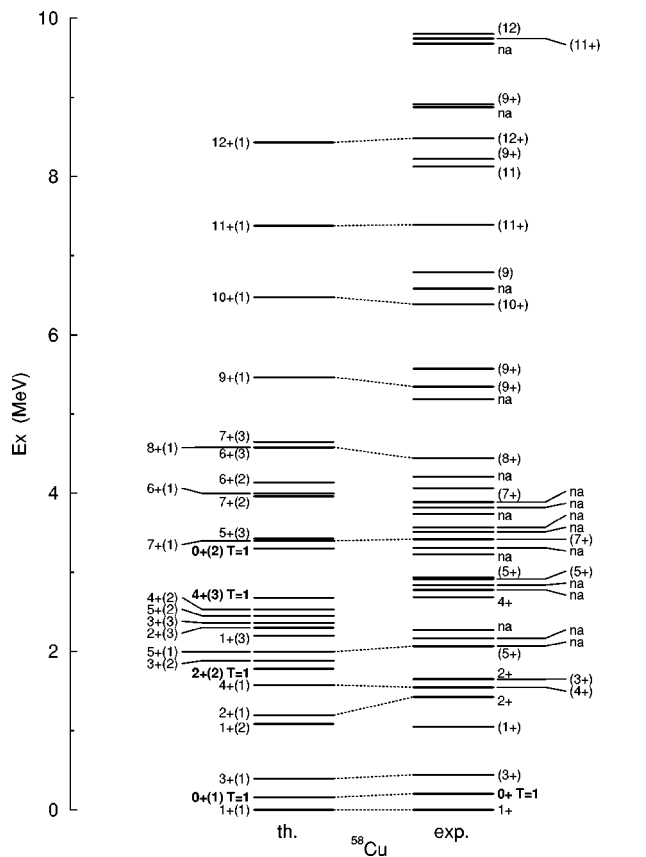 Ex (MeV)
10
8
6
4
2
0
12+(1)
11+(1)
10+(1)
9+(1)
7+(3)
8+(1)
6+(3)
6+(2)
6+(1)
7+(2)
5+(3)
7+(1)
0+(2) T=1
4+(3) T=1
4+(2)
5+(2)
3+(3)
2+(3)
1+(3)
5+(1)
3+(2)
2+(2) T=1
4+(1)
2+(1)
1+(2)
3+(1)
0+(1) T=1
1+(1)
(12)
(11+)
na
(9+)
na
(12+)
(9+)
(11)
(11+)
(9)
na
(10+)
(9+)
(9+)
na
(8+)
na
(7+)
na
na
na
na
na
(7+)
na
na
(5+)
(5+)
na
na
4+
na
na
na
(5+)
2+
(3+)
(4+)
2+
(1+)
(3+)
0+ T=1
1+
th.
58Cu
exp.